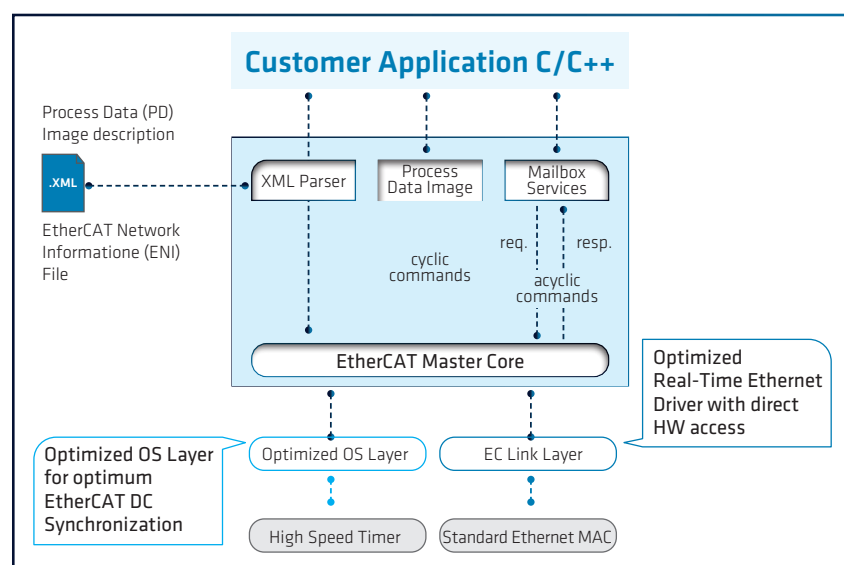 Customer Application C/C++
Process Data (PD)
Image description
.XML
EtherCAT Network
Informatione (ENI)
File
XML Parser
Process
Data Image
Mailbox
Services
req.
resp.
cyclic
commands
acyclic
commands
EtherCAT Master Core
Optimized
Real-Time Ethernet
Driver with direct
HW access
Optimized OS Layer
for optimum
EtherCAT DC
Synchronization
Optimized OS Layer
EC Link Layer
High Speed Timer
Standard Ethernet MAC